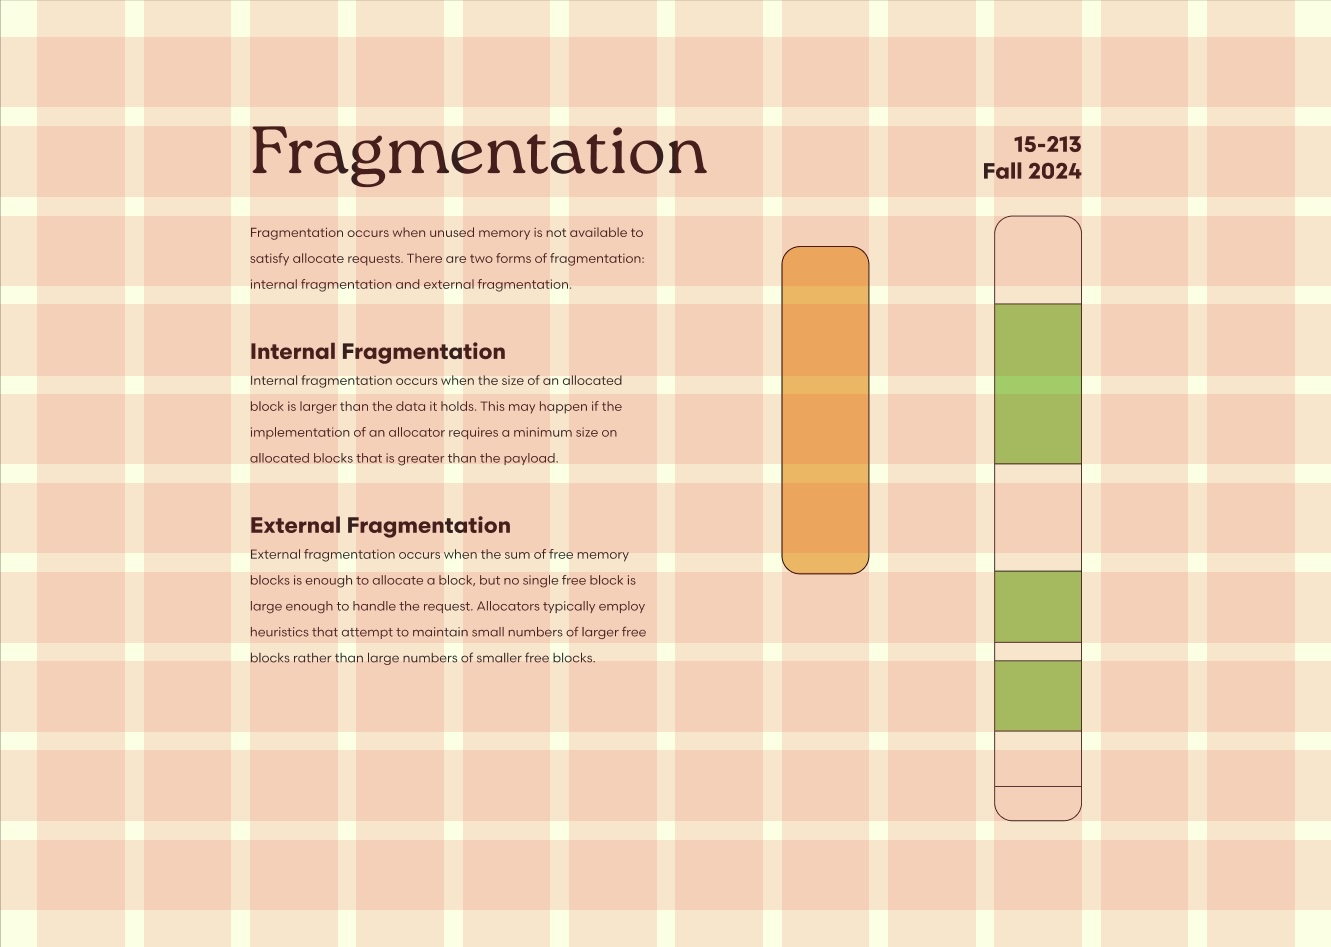 Fragmentation
15-213
Fall 2024
Fragmentation occurs when unused memory is not available to
satisfy allocate requests. There are two forms of fragmentation:
internal fragmentation and external fragmentation.
Internal Fragmentation
Internal fragmentation occurs when the size of an allocated
block is larger than the data it holds. This may happen if the
implementation of an allocator requires a minimum size on
allocated blocks that is greater than the payload.
External Fragmentation
External fragmentation occurs when the sum of free memory
blocks is enough to allocate a block, but no single free block is
large enough to handle the request. Allocators typically employ
heuristics that attempt to maintain small numbers of larger free
blocks rather than large numbers of smaller free blocks.